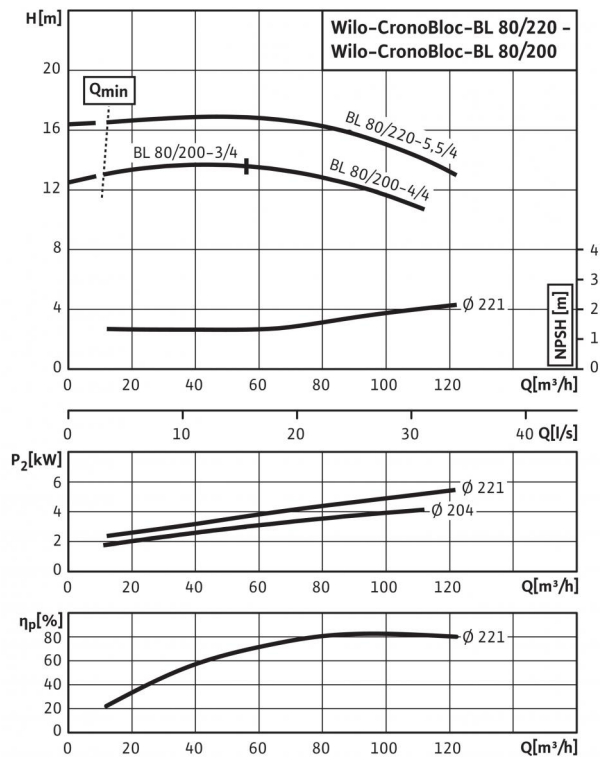 H[m]
Wilo-CronoBloc-BL 80/220 –
Wilo-CronoBloc-BL 80/200
20
Qmin
16
BL 80/220-5,5/4
BL 80/200-3/4
BL 80/200-4/4
12
8
4
4
3
Ø 221
2
1
NPSH [m]
0
0
0 20 40 60 80 100 120 Q[m³/h]
0 10 20 30 40 Q[l/s]
P₂[kW]
6
Ø 221
4
Ø 204
2
0
0 20 40 60 80 100 120 Q[m³/h]
ηp[%]
80
Ø 221
60
40
20
0
0 20 40 60 80 100 120 Q[m³/h]